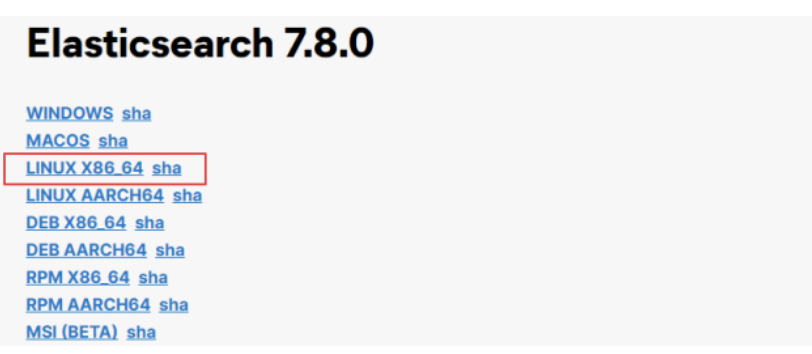 Elasticsearch 7.8.0
WINDOWS sha
MACOS sha
LINUX X86_64 sha
LINUX AARCH64 sha
DEB X86_64 sha
DEB AARCH64 sha
RPM X86_64 sha
RPM AARCH64 sha
MSI (BETA) sha